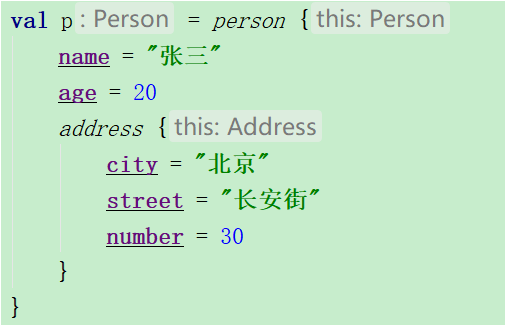 val p: Person = person { this: Person
name = "张三"
age = 20
address { this: Address
city = "北京"
street = "长安街"
number = 30
}
}